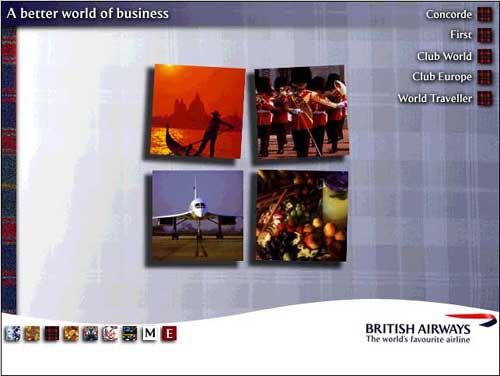 A better world of business
Concorde
First
Club World
Club Europe
World Traveller
M E
BRITISH AIRWAYS
The world's favourite airline